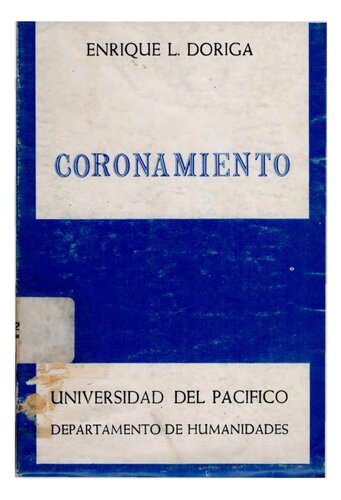 ENRIQUE L. DORIGA
CORONAMIENTO
UNIVERSIDAD DEL PACIFICO
DEPARTAMENTO DE HUMANIDADES